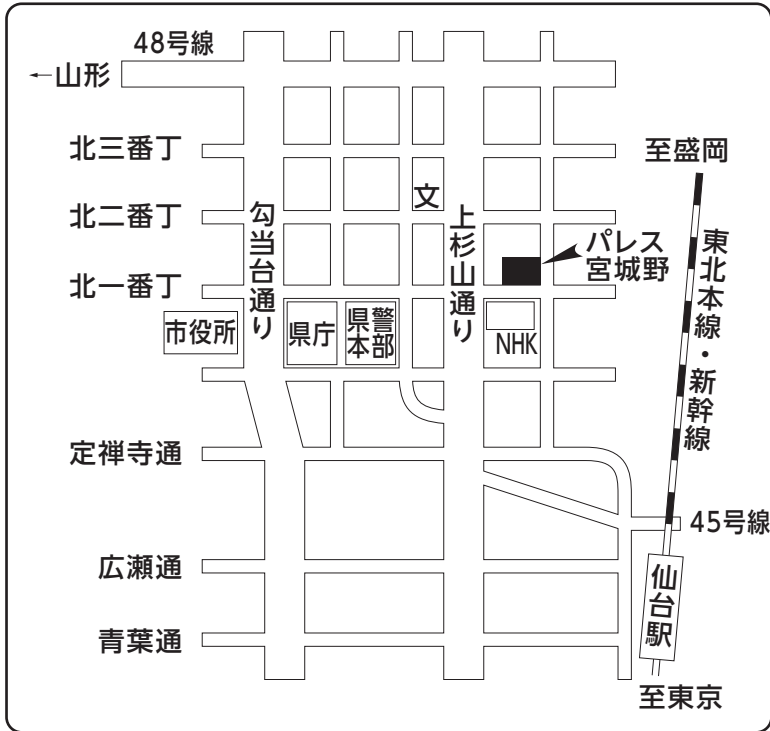 48号線
←山形
北三番丁
至盛岡
文
北二番丁
勾当台通り
上杉山通り
パレス
宮城野
東北本線・新幹線
北一番丁
市役所
県庁
県警
本部
NHK
定禅寺通
45号線
広瀬通
仙台駅
青葉通
至東京